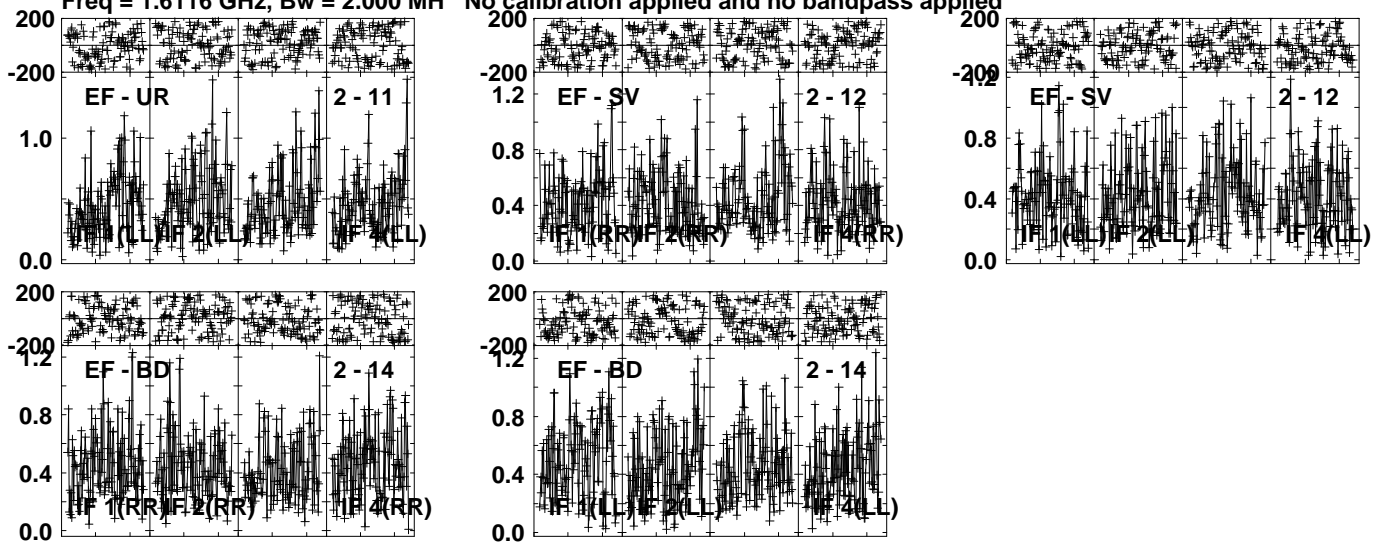 Freq = 1.6116 GHz, Bw = 2.000 MH No calibration applied and no bandpass applied
200
-200
EF - UR 2 - 11
1.0
IF 1(LL) IF 2(LL) IF 4(LL)
0.0
-200
1.2
EF - SV 2 - 12
0.8
0.4
IF 1(RR) IF 2(RR) IF 4(RR)
0.0
-200
1.2
EF - SV 2 - 12
0.8
0.4
IF 1(LL) IF 2(LL) IF 4(LL)
0.0
200
-200
1.2
EF - BD 2 - 14
0.8
0.4
IF 1(RR) IF 2(RR) IF 4(RR)
0.0
200
-200
1.2
EF - BD 2 - 14
0.8
0.4
IF 1(LL) IF 2(LL) IF 4(LL)
0.0